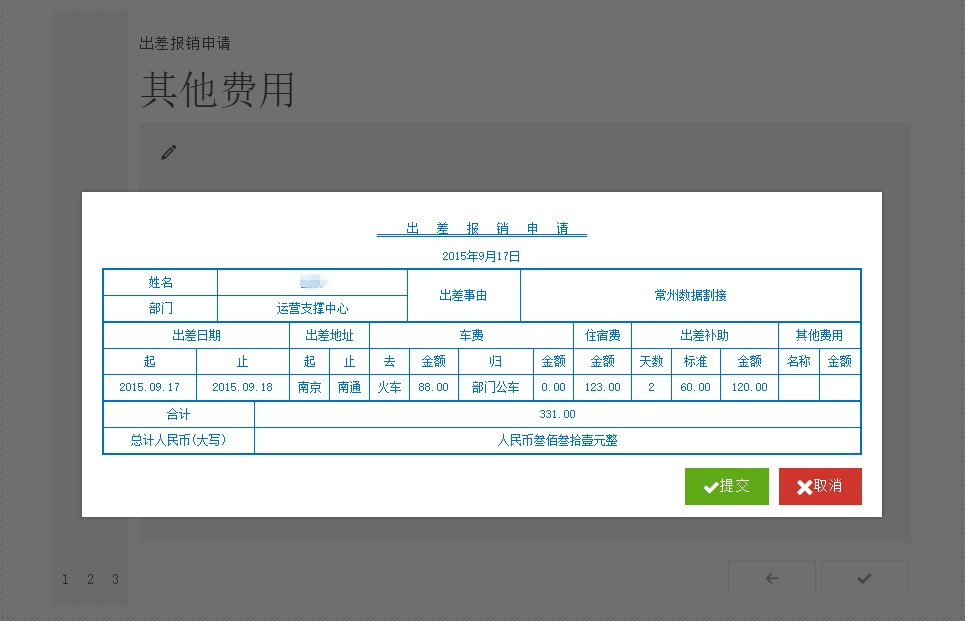 出差报销申请
其他费用
出 差 报 销 申 请
2015年9月17日
姓名 出差事由 常州数据割接
部门 运营支撑中心
出差日期 出差地址 车费 住宿费 出差补助 其他费用
起 止 起 止 去 金额 归 金额 金额 天数 标准 金额 名称 金额
2015.09.17 2015.09.18 南京 南通 火车 88.00 部门公车 0.00 123.00 2 60.00 120.00
合计 331.00
总计人民币(大写) 人民币叁佰叁拾壹元整
提交 取消
1 2 3